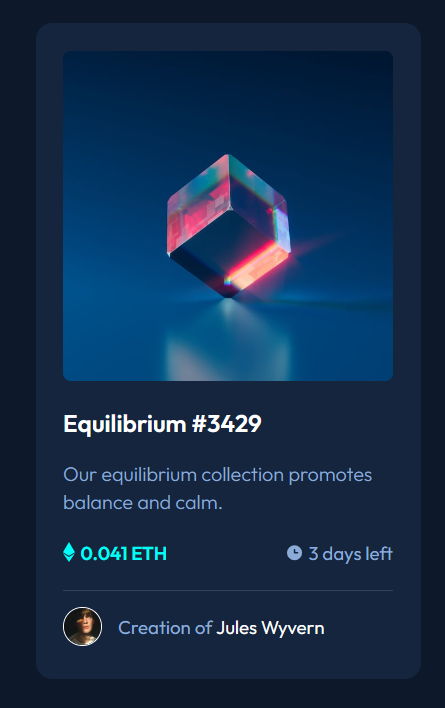 Equilibrium #3429
Our equilibrium collection promotes
balance and calm.
0.041 ETH
3 days left
Creation of Jules Wyvern